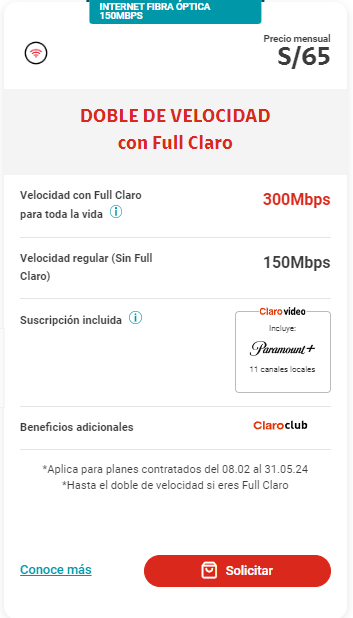 INTERNET FIBRA ÓPTICA
150MBPS
Precio mensual
S/65
DOBLE DE VELOCIDAD
con Full Claro
Velocidad con Full Claro
para toda la vida
300Mbps
Velocidad regular (Sin Full
Claro)
150Mbps
Suscripción incluida
Claro video
Incluye:
Paramount+
11 canales locales
Beneficios adicionales
Claroclub
*Aplica para planes contratados del 08.02 al 31.05.24
*Hasta el doble de velocidad si eres Full Claro
Conoce más
Solicitar